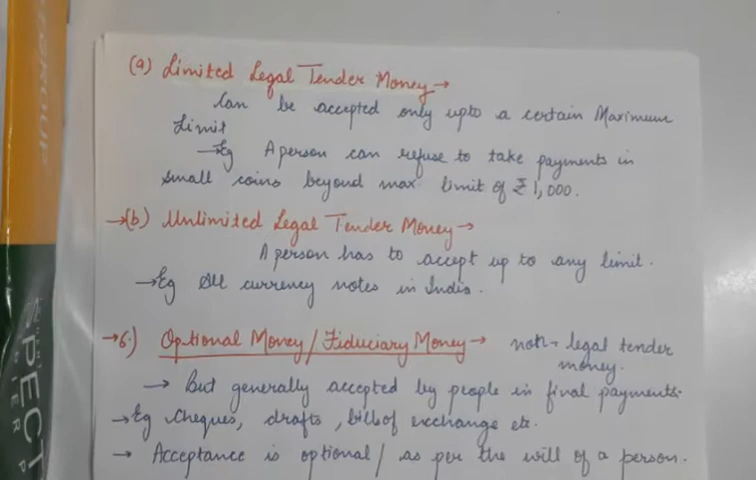 (a) Limited Legal Tender Money →
Can be accepted only upto a certain Maximum
Limit
→ Eg A person can refuse to take payments in
small coins beyond max. limit of ₹ 1,000.
→ (b) Unlimited Legal Tender Money →
A person has to accept up to any limit.
→ Eg All currency notes in India.
→ 6.) Optional Money / Fiduciary Money → non-legal tender
money.
→ But generally accepted by people in final payments.
→ Eg Cheques, drafts, bills of exchange etc.
→ Acceptance is optional / as per the will of a person.
GROUP
PECT